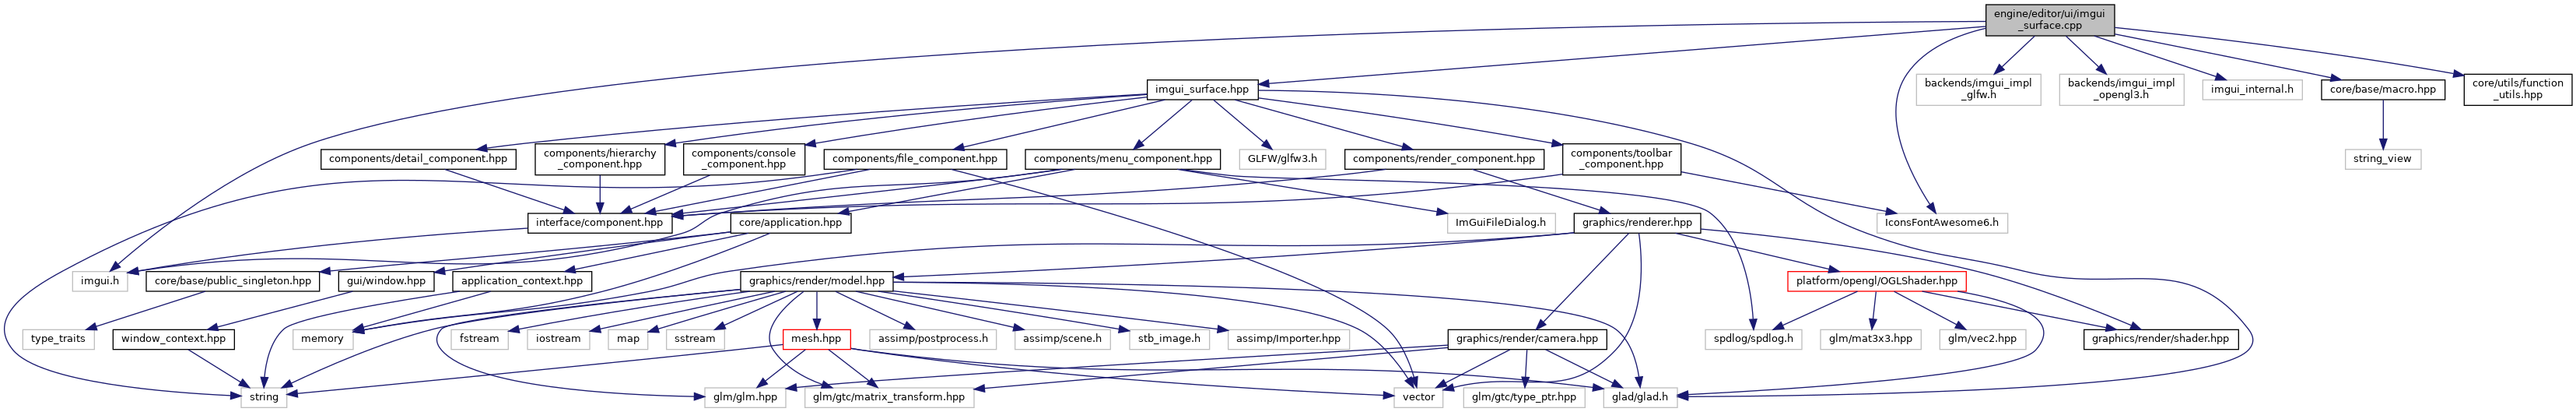 engine/editor/ui/imgui
_surface.cpp
imgui_surface.hpp
backends/imgui_impl
_glfw.h
backends/imgui_impl
_opengl3.h
imgui_internal.h
core/base/macro.hpp
core/utils/function
_utils.hpp
components/detail_component.hpp
components/hierarchy
_component.hpp
components/console
_component.hpp
components/file_component.hpp
components/menu_component.hpp
GLFW/glfw3.h
components/render_component.hpp
components/toolbar
_component.hpp
string_view
interface/component.hpp
core/application.hpp
ImGuiFileDialog.h
graphics/renderer.hpp
IconsFontAwesome6.h
imgui.h
core/base/public_singleton.hpp
gui/window.hpp
application_context.hpp
graphics/render/model.hpp
platform/opengl/OGLShader.hpp
type_traits
window_context.hpp
memory
fstream
iostream
map
sstream
mesh.hpp
assimp/postprocess.h
assimp/scene.h
stb_image.h
assimp/Importer.hpp
graphics/render/camera.hpp
spdlog/spdlog.h
glm/mat3x3.hpp
glm/vec2.hpp
graphics/render/shader.hpp
string
glm/glm.hpp
glm/gtc/matrix_transform.hpp
vector
glm/gtc/type_ptr.hpp
glad/glad.h